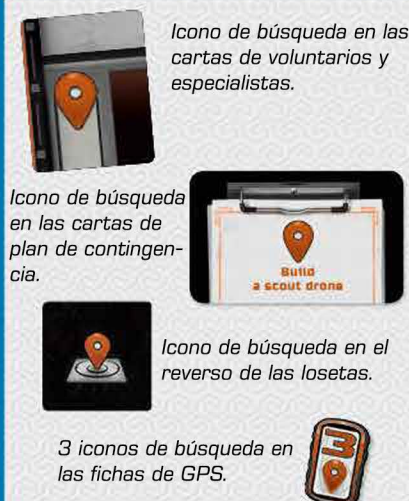 Icono de búsqueda en las
cartas de voluntarios y
especialistas.
Icono de búsqueda
en las cartas de
plan de contingen-
cia.
Build
a scout drone
Icono de búsqueda en el
reverso de las losetas.
3 iconos de búsqueda en
las fichas de GPS.
3